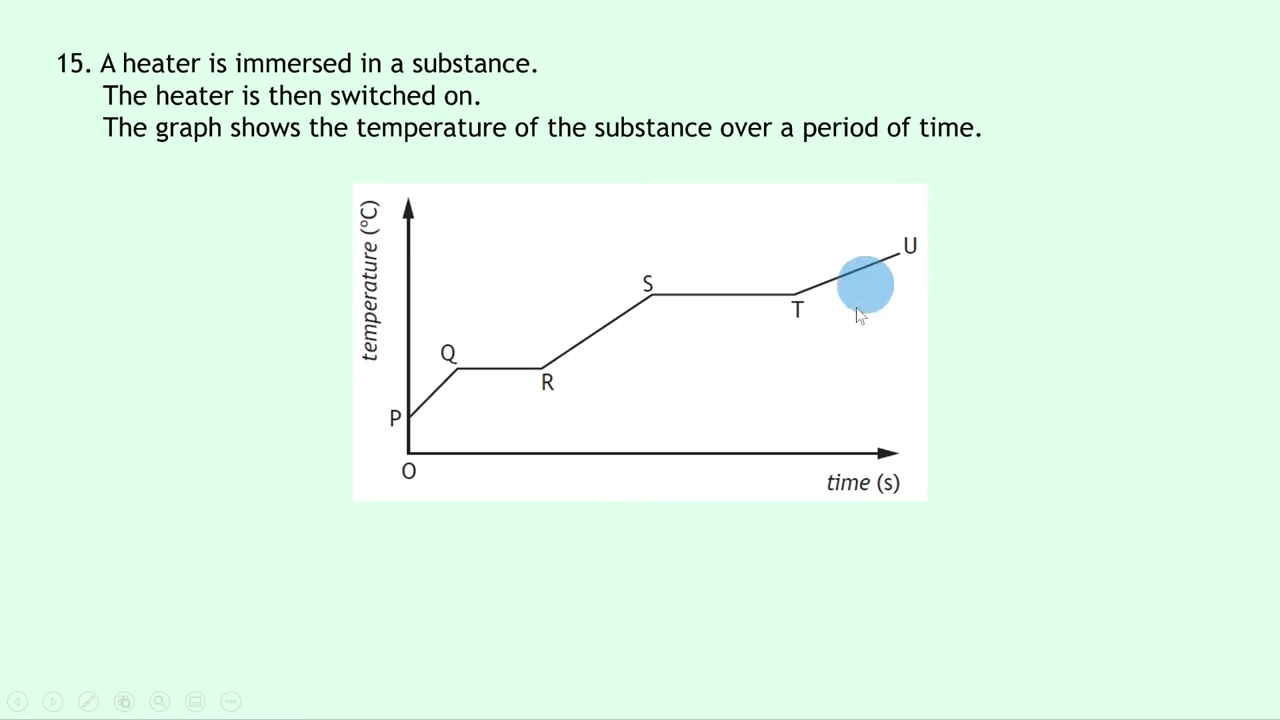 15. A heater is immersed in a substance.
The heater is then switched on.
The graph shows the temperature of the substance over a period of time.
temperature (°C)
U
S
T
Q
R
P
O
time (s)